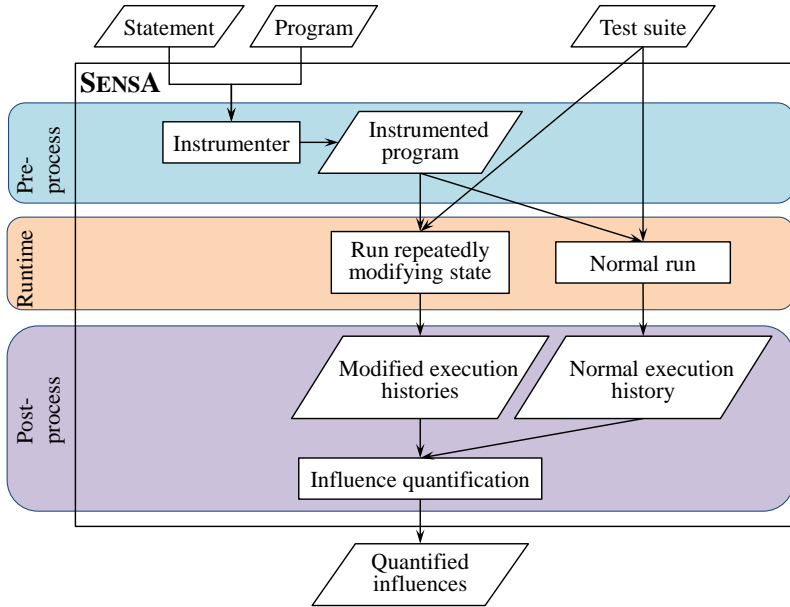 Statement
Program
Test suite
SENSA
Pre-
process
Instrumenter
Instrumented
program
Runtime
Run repeatedly
modifying state
Normal run
Post-
process
Modified execution
histories
Normal execution
history
Influence quantification
Quantified
influences